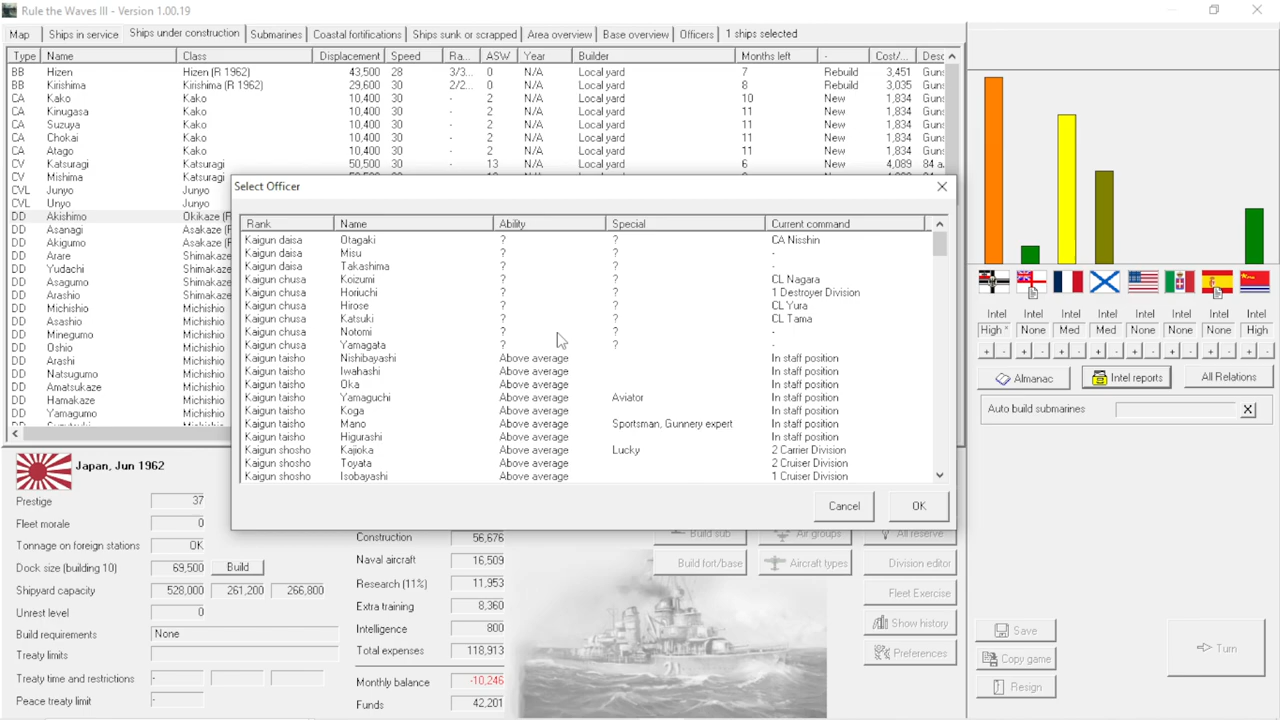 Rule the Waves III - Version 1.00.19
Map
Ships in service
Ships under construction
Submarines
Coastal fortifications
Ships sunk or scrapped
Area overview
Base overview
Officers
1 ships selected
Type Name Class Displacement Speed Ra... ASW Year Builder Months left - Cost/... Desc
BB Hizen Hizen (R 1962) 43,500 28 3/3... 0 N/A Local yard 7 Rebuild 3,451 Guns
BB Kirishima Kirishima (R 1962) 29,600 30 2/2... 0 N/A Local yard 8 Rebuild 3,035 Guns
CA Kako Kako 10,400 30 - 2 N/A Local yard 10 New 1,834 Guns
CA Kinugasa Kako 10,400 30 - 2 N/A Local yard 11 New 1,834 Guns
CA Suzuya Kako 10,400 30 - 2 N/A Local yard 11 New 1,834 Guns
CA Chokai Kako 10,400 30 - 2 N/A Local yard 11 New 1,834 Guns
CA Atago Kako 10,400 30 - 2 N/A Local yard 11 New 1,834 Guns
CV Katsuragi Katsuragi 50,500 30 - 13 N/A Local yard 6 New 4,089 84 a.
CV Mishima Katsuragi
CVL Junyo Junyo
CVL Unyo Junyo
DD Akishimo Okikaze (F
DD Asanagi Asakaze (F
DD Akigumo Asakaze (F
DD Arare Shimakaze
DD Yudachi Shimakaze
DD Asagumo Shimakaze
DD Arashio Shimakaze
DD Michishio Michishio
DD Asashio Michishio
DD Minegumo Michishio
DD Oshio Michishio
DD Arashi Michishio
DD Natsugumo Michishio
DD Amatsukaze Michishio
DD Hamakaze Michishio
DD Yamagumo Michishio
Select Officer
Rank Name Ability Special Current command
Kaigun daisa Otagaki ? ? CA Nisshin
Kaigun daisa Misu ? ? -
Kaigun daisa Takashima ? ? -
Kaigun chusa Koizumi ? ? CL Nagara
Kaigun chusa Horiuchi ? ? 1 Destroyer Division
Kaigun chusa Hirose ? ? CL Yura
Kaigun chusa Katsuki ? ? CL Tama
Kaigun chusa Notomi ? ? -
Kaigun chusa Yamagata ? ? -
Kaigun taisho Nishibayashi Above average In staff position
Kaigun taisho Iwahashi Above average In staff position
Kaigun taisho Oka Above average In staff position
Kaigun taisho Yamaguchi Above average Aviator In staff position
Kaigun taisho Koga Above average In staff position
Kaigun taisho Mano Above average Sportsman, Gunnery expert In staff position
Kaigun taisho Higurashi Above average In staff position
Kaigun shosho Kajioka Above average Lucky 2 Carrier Division
Kaigun shosho Toyata Above average 2 Cruiser Division
Kaigun shosho Isobayashi Above average 1 Cruiser Division
Cancel
OK
Intel Intel Intel Intel Intel Intel Intel Intel
High * None Med Med None None None High
+ - + - + - + - + - + - + - + -
Almanac
Intel reports
All Relations
Auto build submarines
X
Japan, Jun 1962
Prestige 37
Fleet morale 0
Tonnage on foreign stations OK
Dock size (building 10) 69,500 Build
Shipyard capacity 528,000 261,200 266,800
Unrest level 0
Build requirements None
Treaty limits
Treaty time and restrictions -
Peace treaty limit -
Construction 56,676
Naval aircraft 16,509
Research (11%) 11,953
Extra training 8,360
Intelligence 800
Total expenses 118,913
Monthly balance -10,246
Funds 42,201
Build sub
Air groups
All reserve
Build fort/base
Aircraft types
Division editor
Fleet Exercise
Show history
Preferences
21
Save
Copy game
Resign
Turn